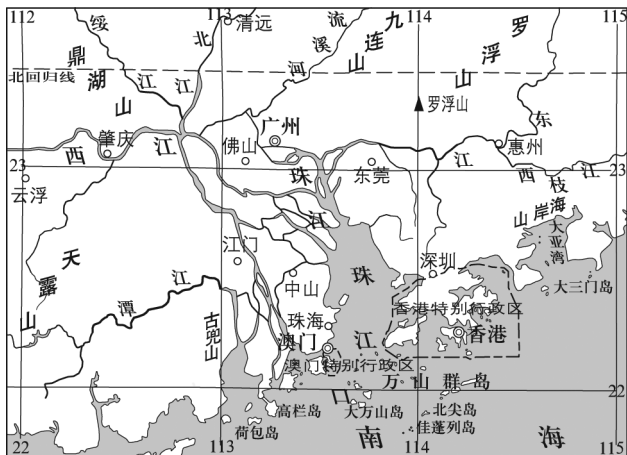 112
113
114
115
绥江
北江
清远
流溪河
九连山
罗浮山
鼎湖山
北回归线
罗浮山
广州
东江
肇庆
西江
佛山
惠州
23
23
珠江
东莞
西枝江
云浮
海岸山
大亚湾
天露山
江门
深圳
大三门岛
潭江
中山
珠江口
香港特别行政区
珠海
古兜山
澳门
香港
澳门特别行政区
万山群岛
22
高栏岛
大万山岛
北尖岛
荷包岛
佳蓬列岛
南海
22
113
114
115